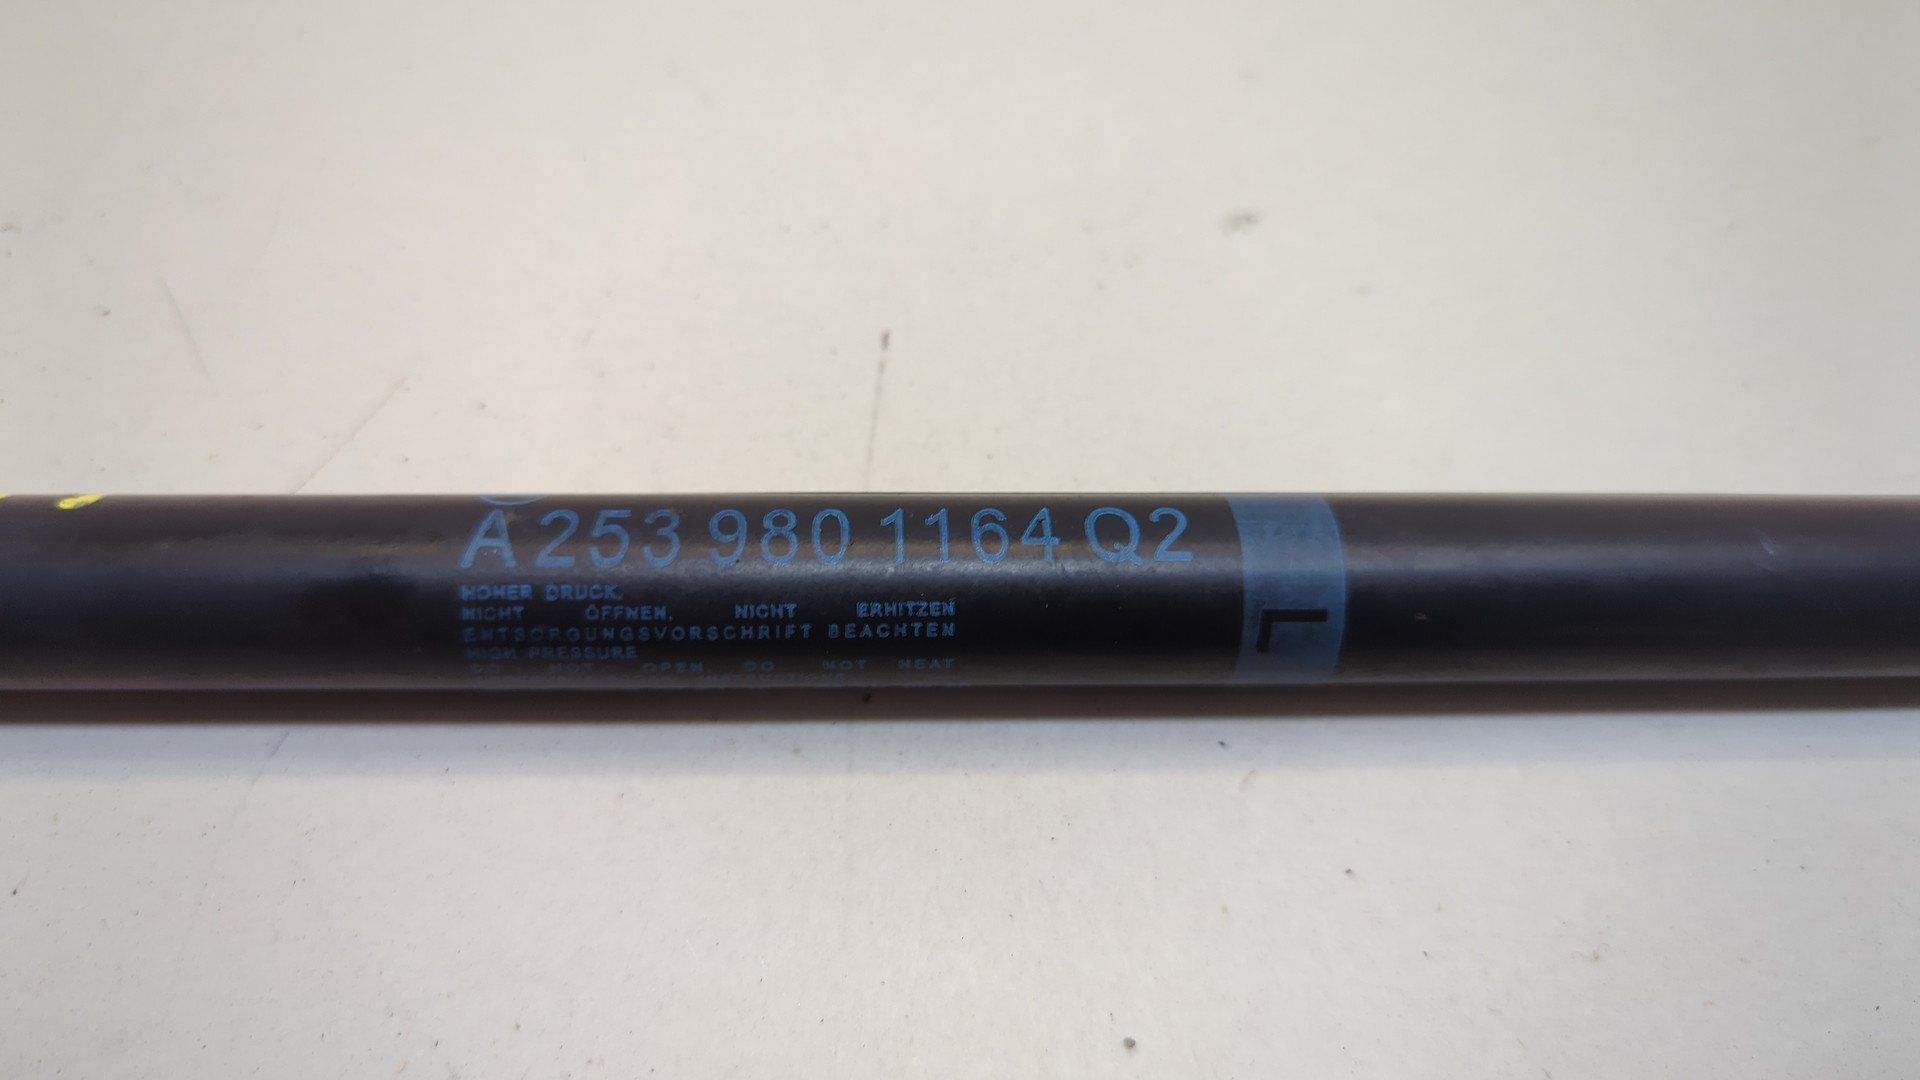 A 253 980 1164 Q2
HOHER DRUCK.
NICHT ÖFFNEN. NICHT ERHITZEN
ENTSORGUNGSVORSCHRIFT BEACHTEN
HIGH PRESSURE
DO NOT OPEN DO NOT HEAT
L